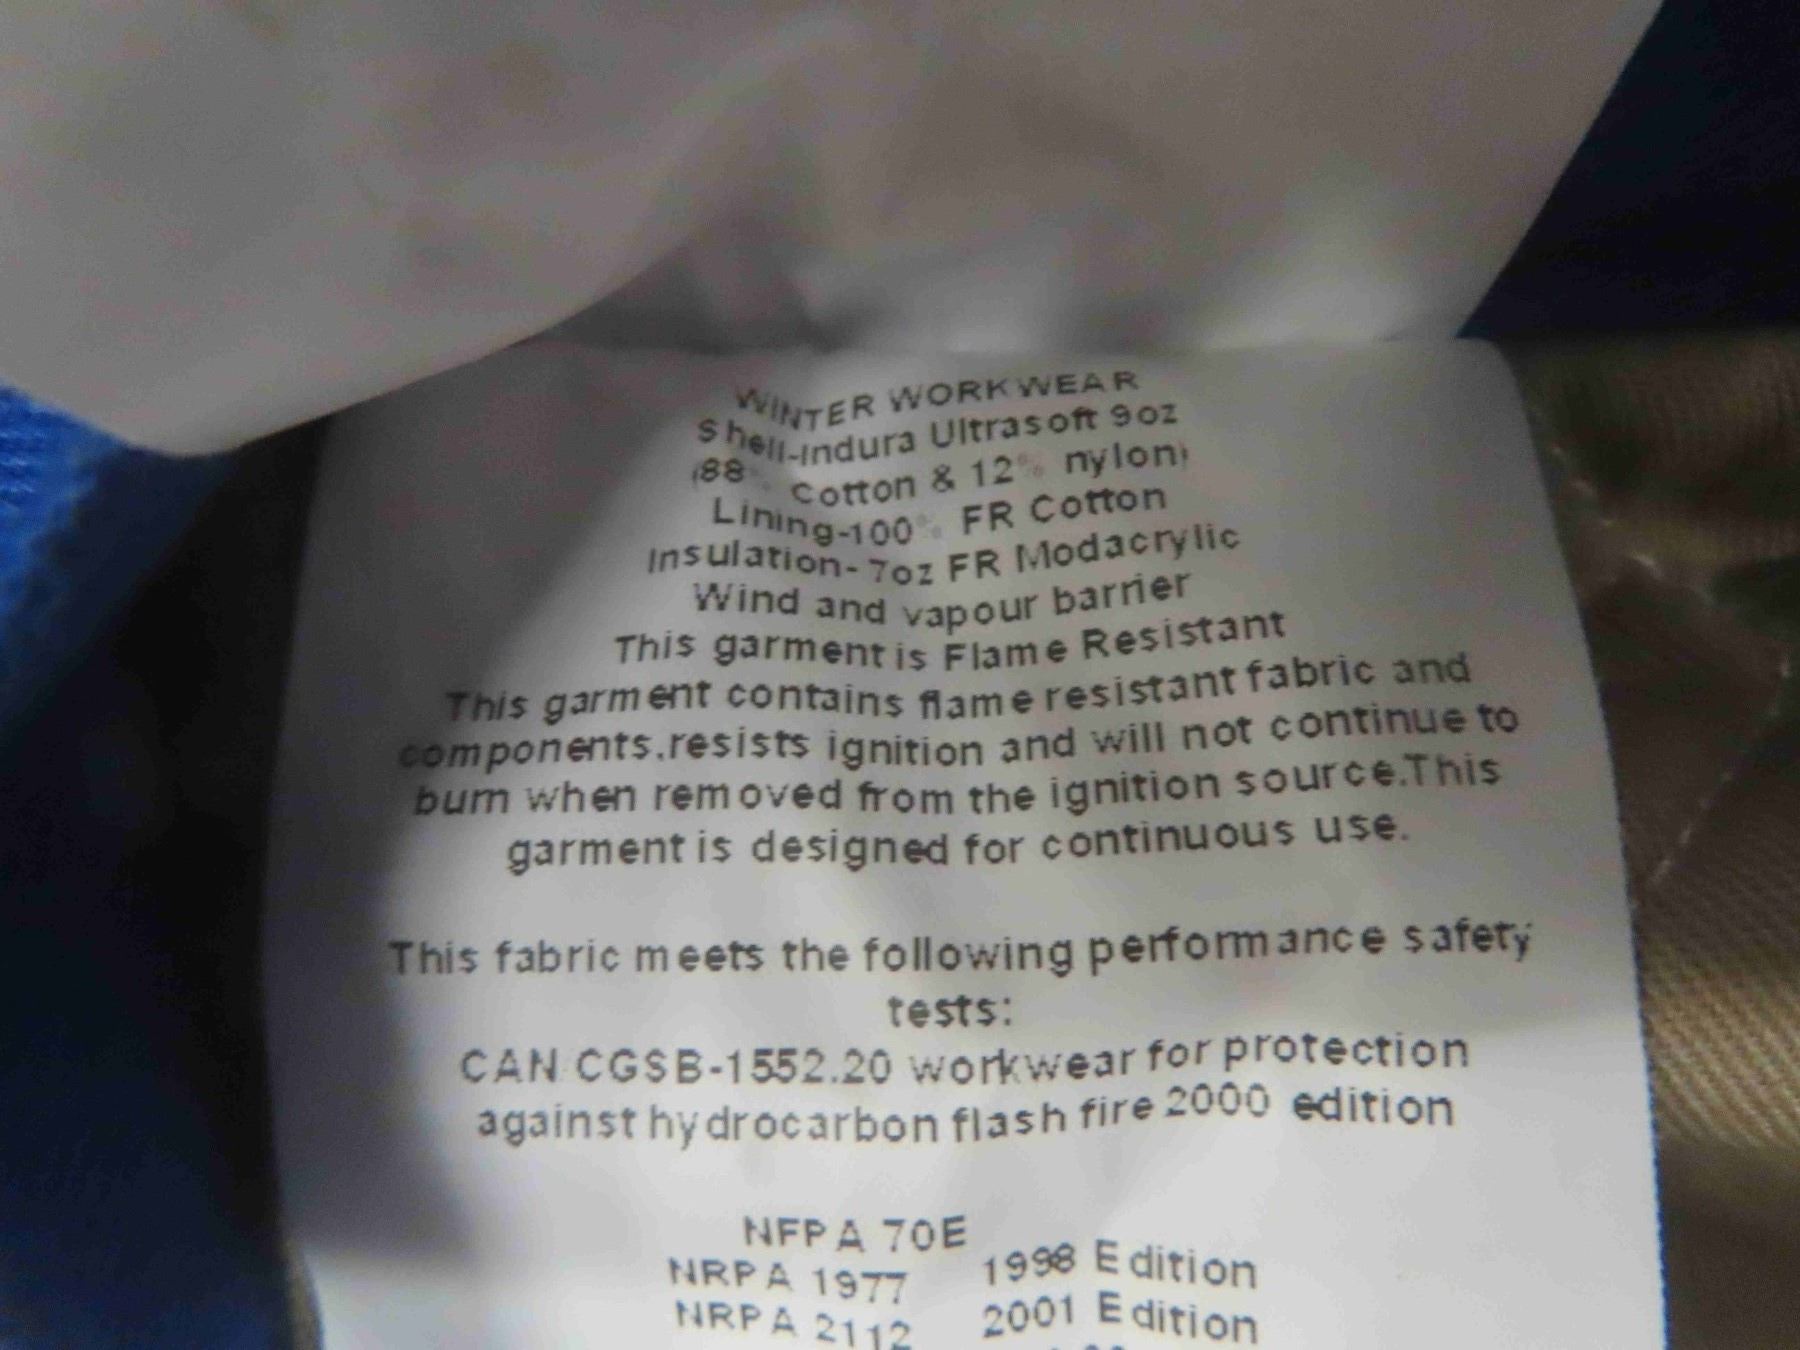 WINTER WORKWEAR
Shell-Indura Ultrasoft 9oz
(88% Cotton & 12% nylon)
Lining-100% FR Cotton
Insulation-7oz FR Modacrylic
Wind and vapour barrier
This garment is Flame Resistant
This garment contains flame resistant fabric and
components.resists ignition and will not continue to
burn when removed from the ignition source.This
garment is designed for continuous use.
This fabric meets the following performance safety
tests:
CAN CGSB-1552.20 workwear for protection
against hydrocarbon flash fire 2000 edition
NFPA 70E
NRPA 1977 1998 Edition
NRPA 2112 2001 Edition